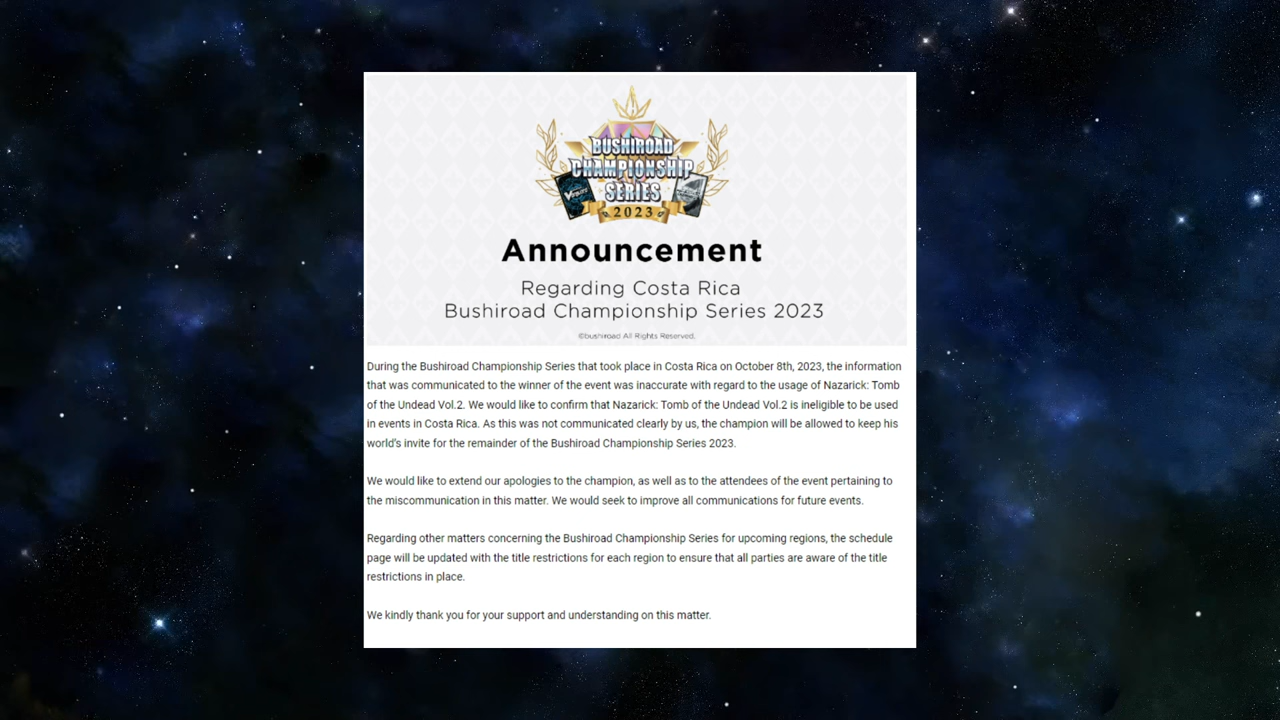 BUSHIROAD
CHAMPIONSHIP
SERIES
2023
Announcement
Regarding Costa Rica
Bushiroad Championship Series 2023
©bushiroad All Rights Reserved.
During the Bushiroad Championship Series that took place in Costa Rica on October 8th, 2023, the information
that was communicated to the winner of the event was inaccurate with regard to the usage of Nazarick: Tomb
of the Undead Vol.2. We would like to confirm that Nazarick: Tomb of the Undead Vol.2 is ineligible to be used
in events in Costa Rica. As this was not communicated clearly by us, the champion will be allowed to keep his
world's invite for the remainder of the Bushiroad Championship Series 2023.
We would like to extend our apologies to the champion, as well as to the attendees of the event pertaining to
the miscommunication in this matter. We would seek to improve all communications for future events.
Regarding other matters concerning the Bushiroad Championship Series for upcoming regions, the schedule
page will be updated with the title restrictions for each region to ensure that all parties are aware of the title
restrictions in place.
We kindly thank you for your support and understanding on this matter.